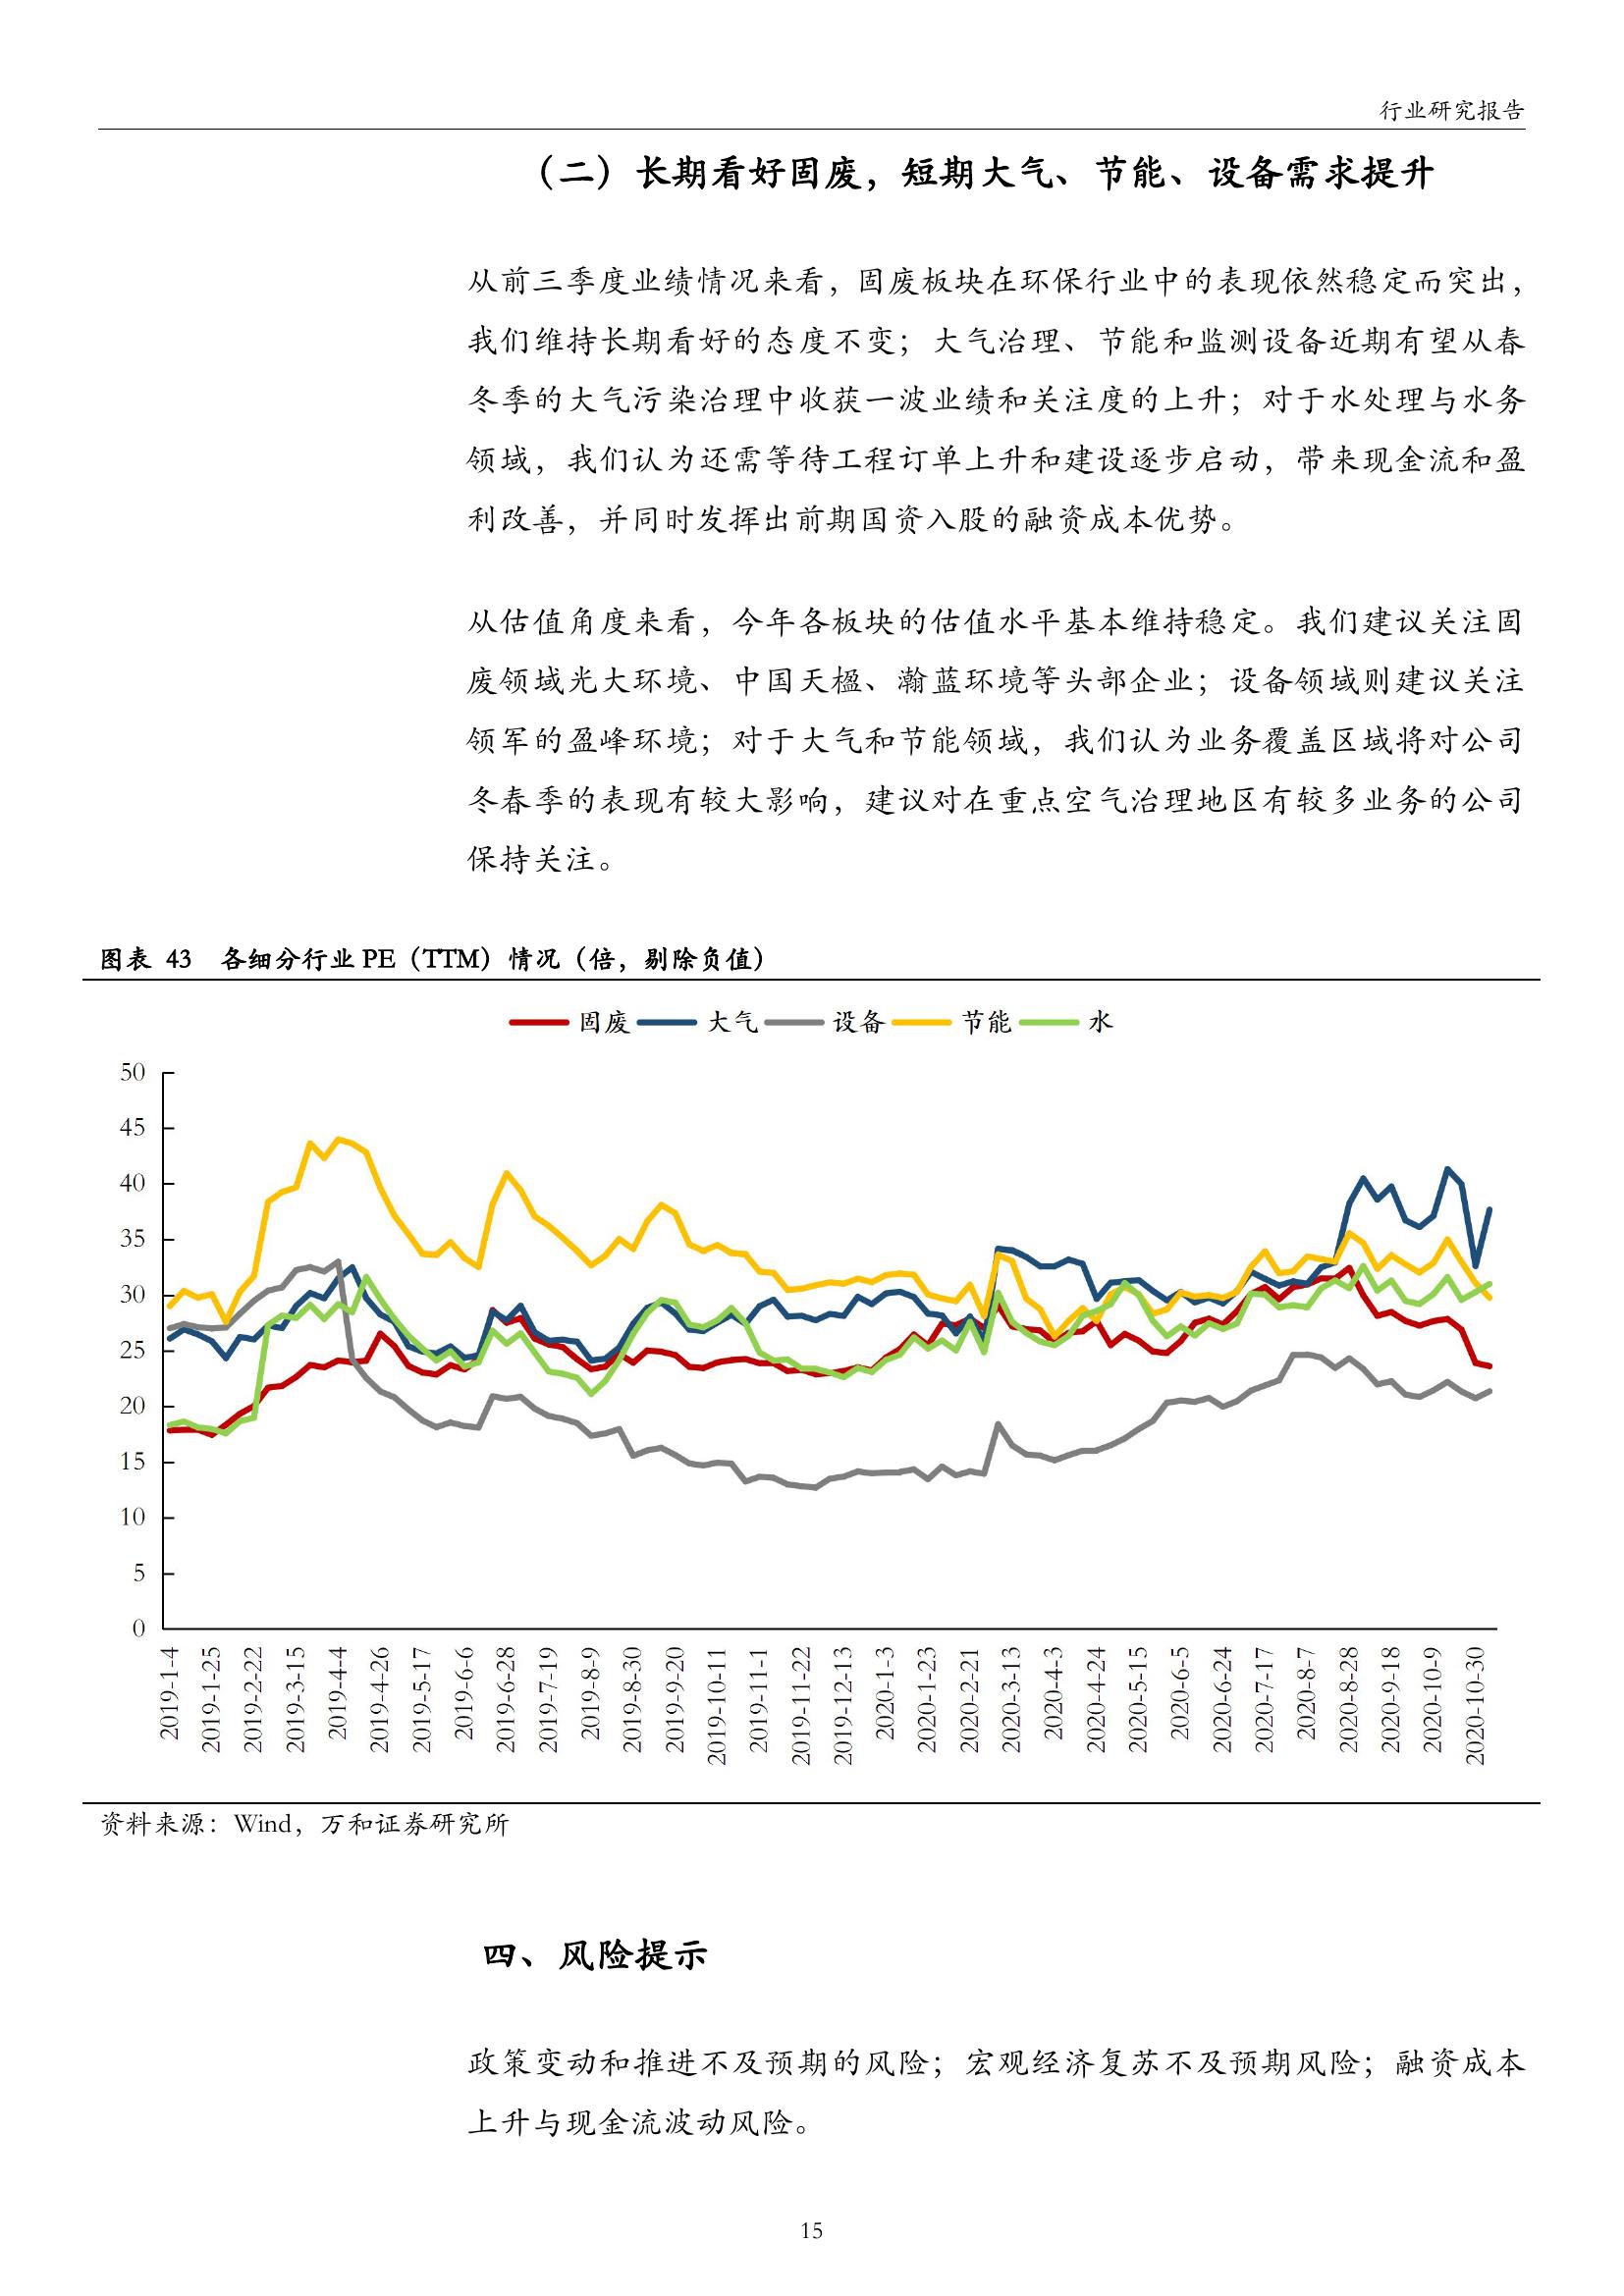 行业研究报告
（二）长期看好固废，短期大气、节能、设备需求提升
从前三季度业绩情况来看，固废板块在环保行业中的表现依然稳定而突出，
我们维持长期看好的态度不变；大气治理、节能和监测设备近期有望从春
冬季的大气污染治理中收获一波业绩和关注度的上升；对于水处理与水务
领域，我们认为还需等待工程订单上升和建设逐步启动，带来现金流和盈
利改善，并同时发挥出前期国资入股的融资成本优势。
从估值角度来看，今年各板块的估值水平基本维持稳定。我们建议关注固
废领域光大环境、中国天楹、瀚蓝环境等头部企业；设备领域则建议关注
领军的盈峰环境；对于大气和节能领域，我们认为业务覆盖区域将对公司
冬春季的表现有较大影响，建议对在重点空气治理地区有较多业务的公司
保持关注。
图表 43 各细分行业 PE（TTM）情况（倍，剔除负值）
固废 大气 设备 节能 水
50
45
40
35
30
25
20
15
10
5
0
2019-1-4
2019-1-25
2019-2-22
2019-3-15
2019-4-4
2019-4-26
2019-5-17
2019-6-6
2019-6-28
2019-7-19
2019-8-9
2019-8-30
2019-9-20
2019-10-11
2019-11-1
2019-11-22
2019-12-13
2020-1-3
2020-1-23
2020-2-21
2020-3-13
2020-4-3
2020-4-24
2020-5-15
2020-6-5
2020-6-24
2020-7-17
2020-8-7
2020-8-28
2020-9-18
2020-10-9
2020-10-30
资料来源：Wind，万和证券研究所
四、风险提示
政策变动和推进不及预期的风险；宏观经济复苏不及预期风险；融资成本
上升与现金流波动风险。
15